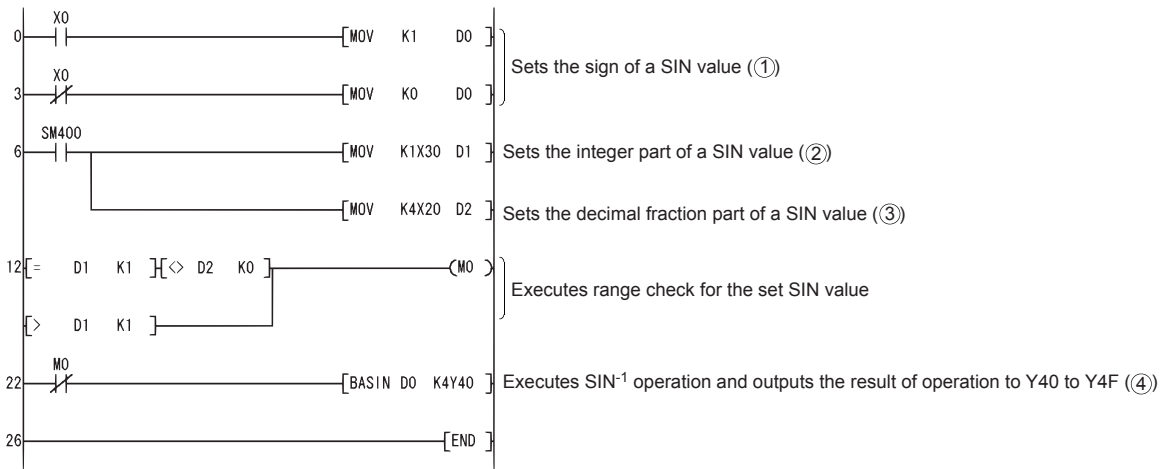 X0
0 [MOV K1 D0 ]
Sets the sign of a SIN value (①)
X0
3 [MOV K0 D0 ]
SM400
6 [MOV K1X30 D1 ] Sets the integer part of a SIN value (②)
[MOV K4X20 D2 ] Sets the decimal fraction part of a SIN value (③)
12 [= D1 K1 ] [<> D2 K0 ] (M0 )
Executes range check for the set SIN value
[> D1 K1 ]
M0
22 [BASIN D0 K4Y40 ] Executes SIN-1 operation and outputs the result of operation to Y40 to Y4F (④)
26 [END ]